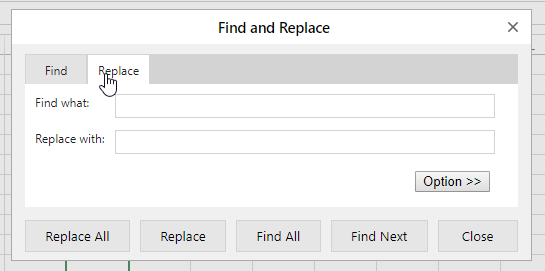 Find and Replace
Find Replace
Find what:
Replace with:
Option >>
Replace All Replace Find All Find Next Close